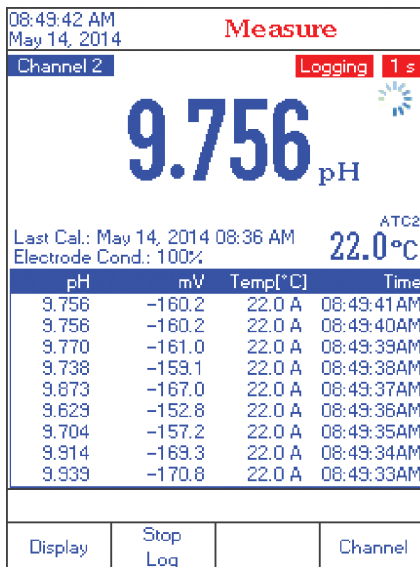 08:49:42 AM
May 14, 2014
Measure
Channel 2
Logging 1 s
9.756 pH
ATC2
22.0°C
Last Cal.: May 14, 2014 08:36 AM
Electrode Cond.: 100%
pH mV Temp[°C] Time
9.756 -160.2 22.0 A 08:49:41AM
9.756 -160.2 22.0 A 08:49:40AM
9.770 -161.0 22.0 A 08:49:39AM
9.738 -159.1 22.0 A 08:49:38AM
9.873 -167.0 22.0 A 08:49:37AM
9.629 -152.8 22.0 A 08:49:36AM
9.704 -157.2 22.0 A 08:49:35AM
9.914 -169.3 22.0 A 08:49:34AM
9.939 -170.8 22.0 A 08:49:33AM
Display
Stop
Log
Channel